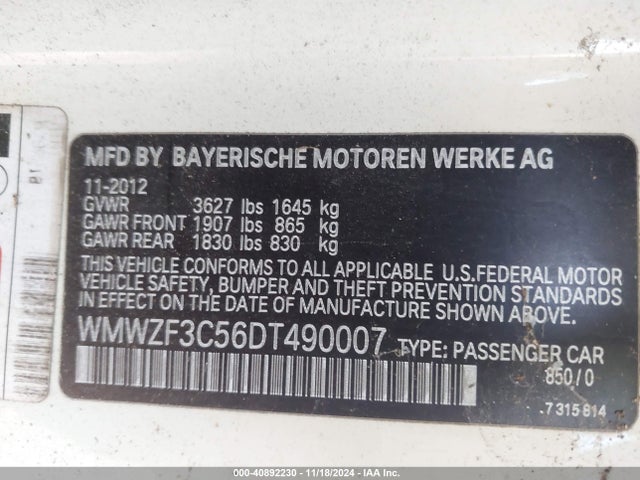 MFD BY BAYERISCHE MOTOREN WERKE AG
11-2012
GVWR 3627 lbs 1645 kg
GAWR FRONT 1907 lbs 865 kg
GAWR REAR 1830 lbs 830 kg
THIS VEHICLE CONFORMS TO ALL APPLICABLE U.S.FEDERAL MOTOR
VEHICLE SAFETY, BUMPER AND THEFT PREVENTION STANDARDS
IN EFFECT ON THE DATE OF MANUFACTURE SHOWN ABOVE.
WMWZF3C56DT490007 TYPE: PASSENGER CAR
850/0
7 315 814
000-40892230 - 11/18/2024 - IAA Inc.